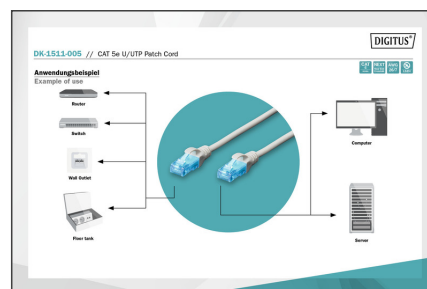 DIGITUS®
DK-1511-005 // CAT 5e U/UTP Patch Cord
Anwendungsbeispiel
Example of use
Router
Switch
Wall Outlet
Floor tank
Computer
Server